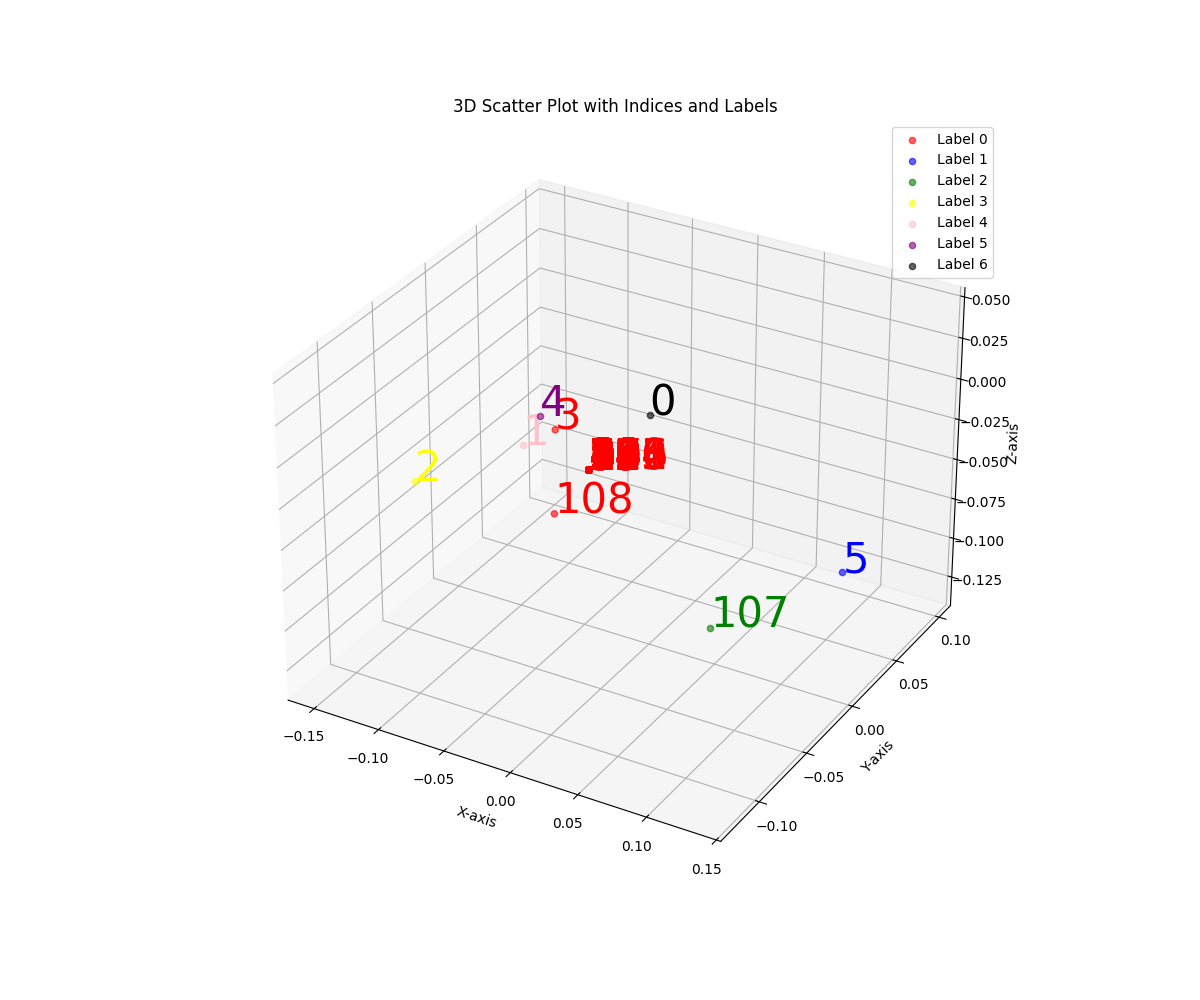 3D Scatter Plot with Indices and Labels
Label 0
Label 1
Label 2
Label 3
Label 4
Label 5
Label 6
0.050
0.025
0.000
−0.025
−0.050
−0.075
−0.100
−0.125
Z-axis
4
3
0
1
2
108
5
107
0.10
0.05
0.00
−0.05
−0.10
Y-axis
−0.15
−0.10
−0.05
0.00
0.05
0.10
0.15
X-axis